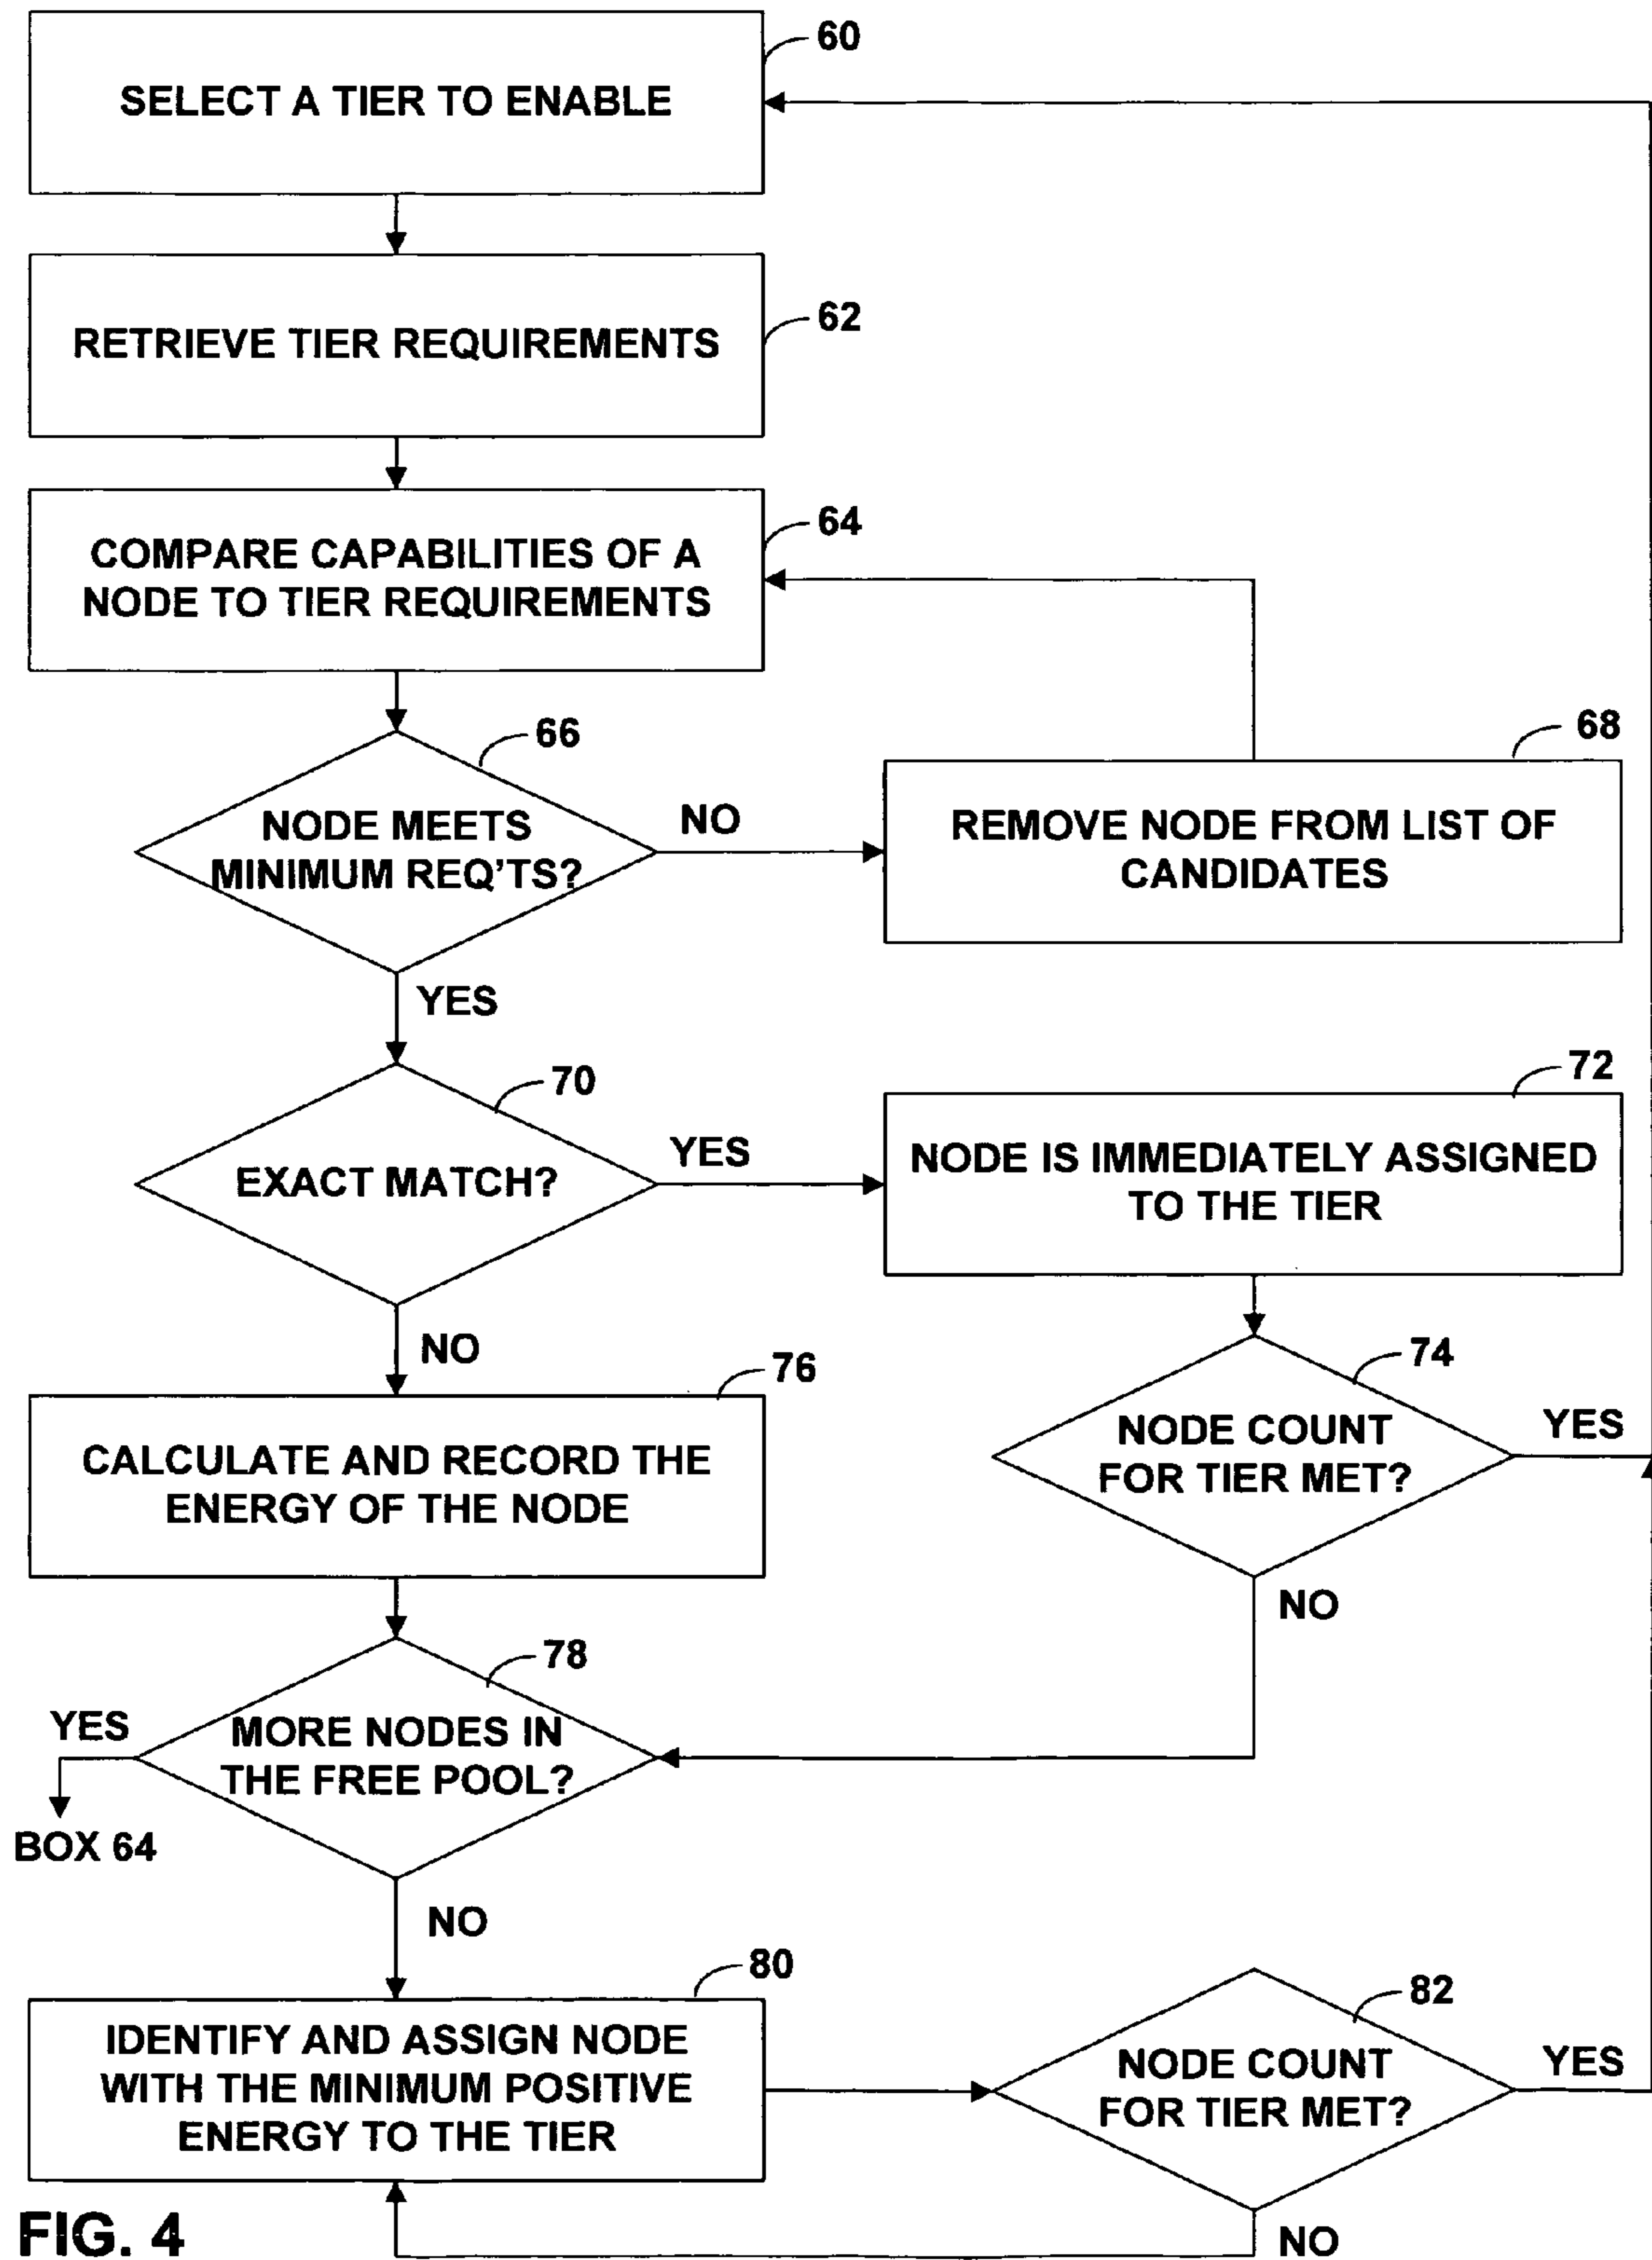 60
SELECT A TIER TO ENABLE
62
RETRIEVE TIER REQUIREMENTS
64
COMPARE CAPABILITIES OF A
NODE TO TIER REQUIREMENTS
66
NODE MEETS
MINIMUM REQ'TS?
NO
68
REMOVE NODE FROM LIST OF
CANDIDATES
YES
70
EXACT MATCH?
YES
72
NODE IS IMMEDIATELY ASSIGNED
TO THE TIER
NO
74
NODE COUNT
FOR TIER MET?
YES
NO
76
CALCULATE AND RECORD THE
ENERGY OF THE NODE
78
MORE NODES IN
THE FREE POOL?
YES
BOX 64
NO
80
IDENTIFY AND ASSIGN NODE
WITH THE MINIMUM POSITIVE
ENERGY TO THE TIER
82
NODE COUNT
FOR TIER MET?
YES
NO
FIG. 4